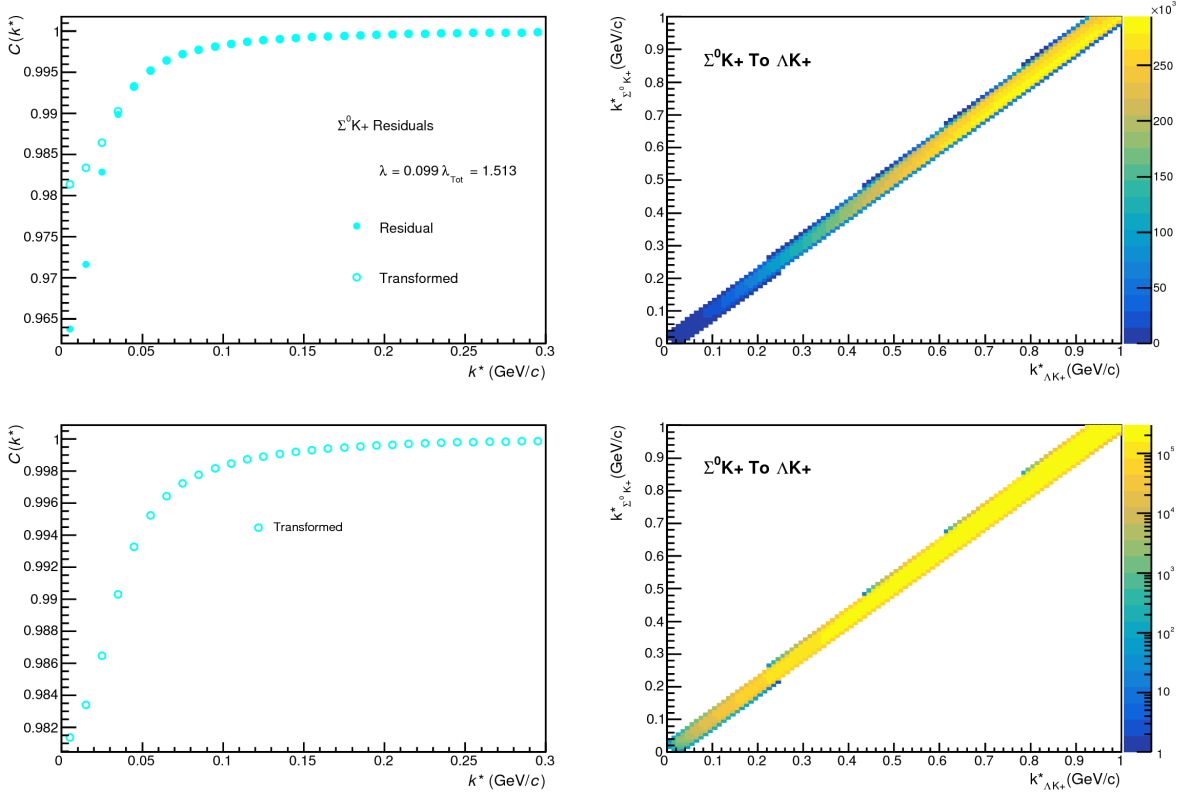 C(k*)
1
0.995
0.99
0.985
0.98
0.975
0.97
0.965
Σ⁰K+ Residuals
λ = 0.099 λ_Tot = 1.513
Residual
Transformed
0 0.05 0.1 0.15 0.2 0.25 0.3
k* (GeV/c)
k*_Σ⁰K+ (GeV/c)
1
0.9
0.8
0.7
0.6
0.5
0.4
0.3
0.2
0.1
0
Σ⁰K+ To ΛK+
0 0.1 0.2 0.3 0.4 0.5 0.6 0.7 0.8 0.9 1
k*_ΛK+(GeV/c)
×10³
250
200
150
100
50
0
C(k*)
1
0.998
0.996
0.994
0.992
0.99
0.988
0.986
0.984
0.982
Transformed
0 0.05 0.1 0.15 0.2 0.25 0.3
k* (GeV/c)
k*_Σ⁰K+ (GeV/c)
1
0.9
0.8
0.7
0.6
0.5
0.4
0.3
0.2
0.1
0
Σ⁰K+ To ΛK+
0 0.1 0.2 0.3 0.4 0.5 0.6 0.7 0.8 0.9 1
k*_ΛK+(GeV/c)
10⁵
10⁴
10³
10²
10
1